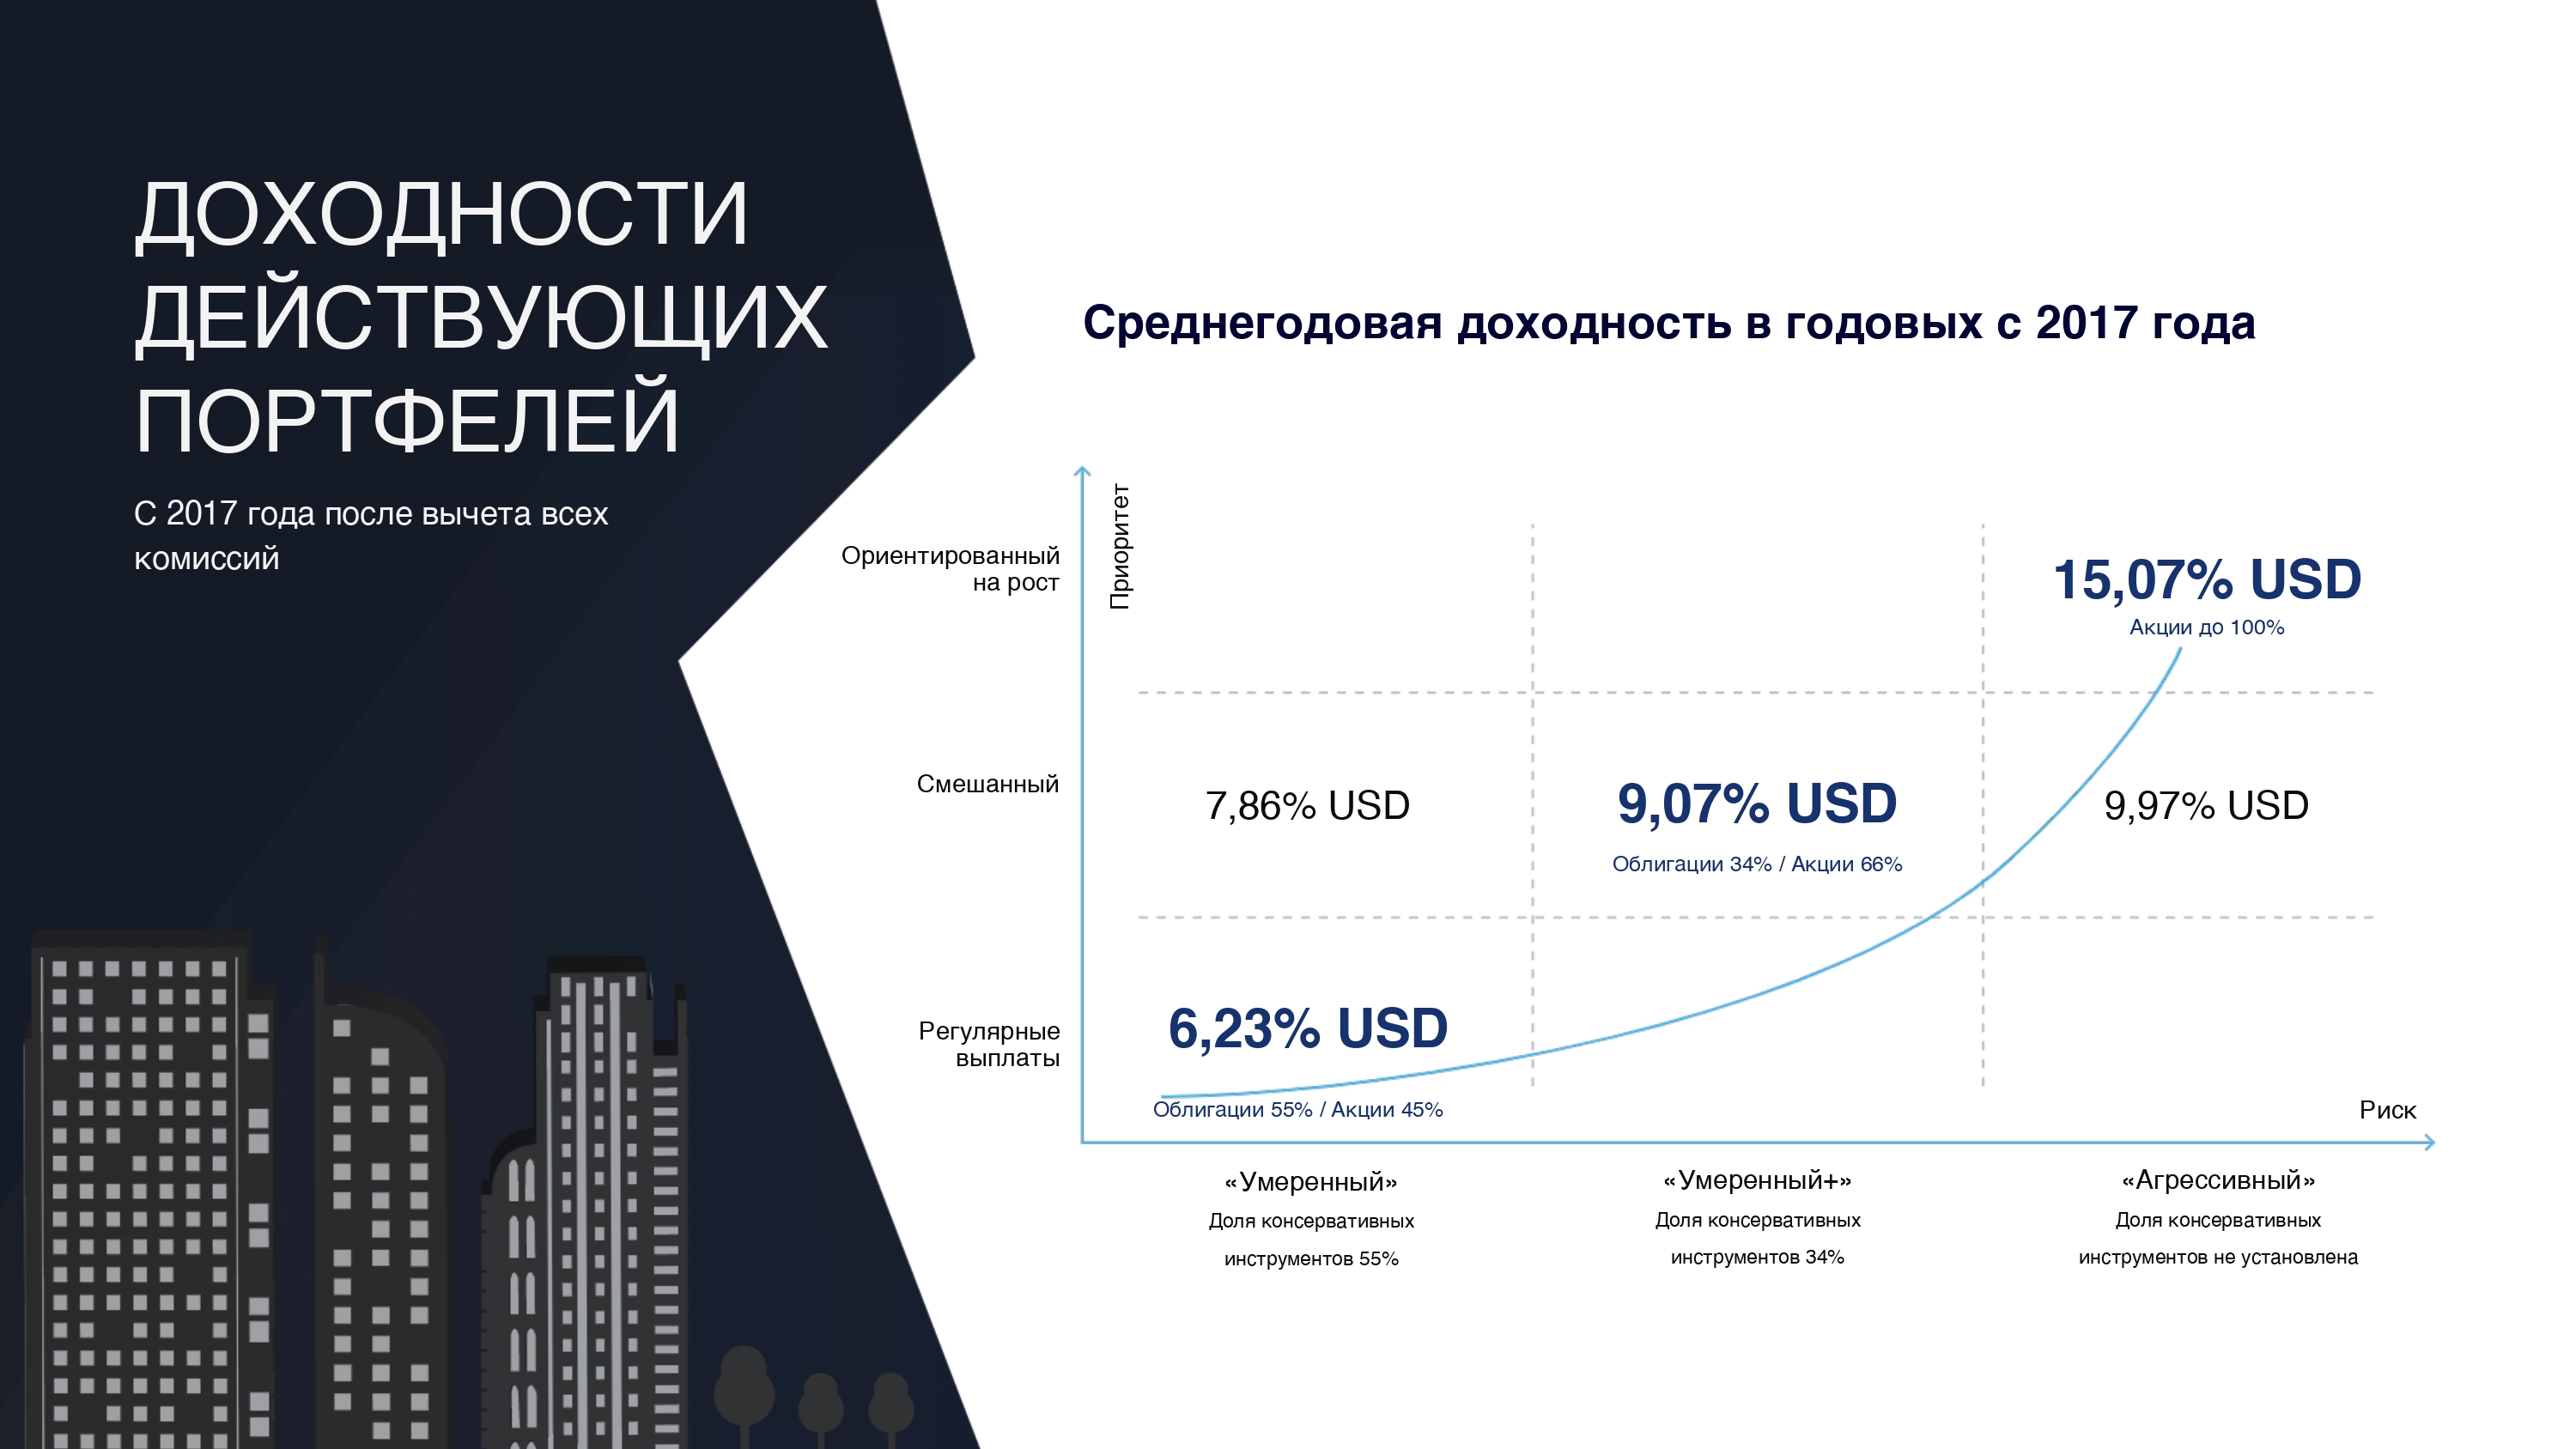 ДОХОДНОСТИ
ДЕЙСТВУЮЩИХ
ПОРТФЕЛЕЙ
С 2017 года после вычета всех
комиссий
Среднегодовая доходность в годовых с 2017 года
Приоритет
Ориентированный
на рост
15,07% USD
Акции до 100%
Смешанный
7,86% USD
9,07% USD
Облигации 34% / Акции 66%
9,97% USD
Регулярные
выплаты
6,23% USD
Облигации 55% / Акции 45%
Риск
«Умеренный»
Доля консервативных
инструментов 55%
«Умеренный+»
Доля консервативных
инструментов 34%
«Агрессивный»
Доля консервативных
инструментов не установлена